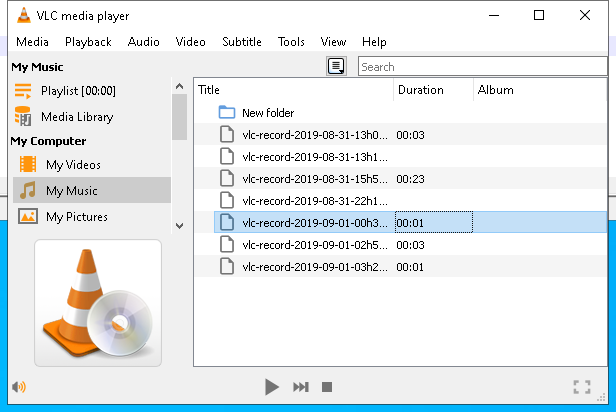 VLC media player
Media Playback Audio Video Subtitle Tools View Help
My Music
Search
Playlist [00:00]
Media Library
My Computer
My Videos
My Music
My Pictures
Title Duration Album
New folder
vlc-record-2019-08-31-13h0... 00:03
vlc-record-2019-08-31-13h1...
vlc-record-2019-08-31-15h5... 00:23
vlc-record-2019-08-31-22h1...
vlc-record-2019-09-01-00h3... 00:01
vlc-record-2019-09-01-02h5... 00:03
vlc-record-2019-09-01-03h2... 00:01